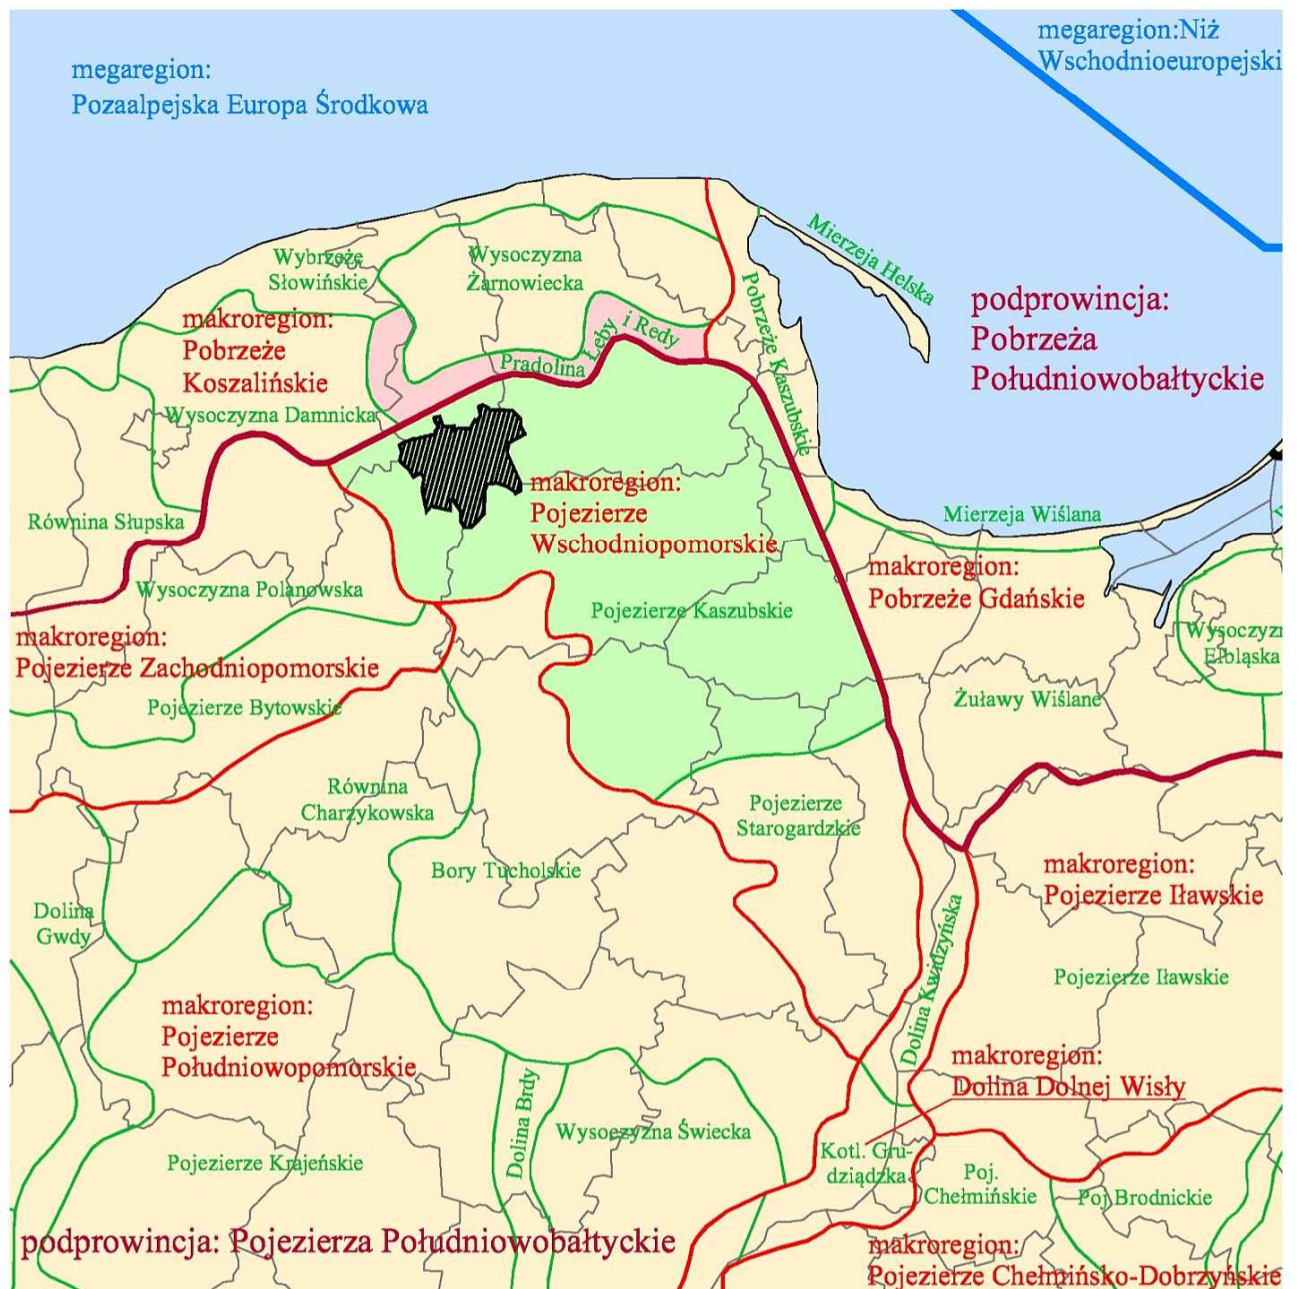 megaregion:
Pozaalpejska Europa Środkowa
megaregion:Niż
Wschodnioeuropejski
Mierzeja Helska
Wybrzeże
Słowińskie
Wysoczyzna
Żarnowiecka
podprowincja:
Pobrzeża
Południowobałtyckie
makroregion:
Pobrzeże
Koszalińskie
Pradolina Łeby i Redy
Pobrzeże Kaszubskie
Wysoczyzna Damnicka
makroregion:
Pojezierze
Wschodniopomorskie
Równina Słupska
Mierzeja Wiślana
makroregion:
Pobrzeże Gdańskie
Wysoczyzna Polanowska
Pojezierze Kaszubskie
makroregion:
Pojezierze Zachodniopomorskie
Wysoczyzn
Elbląska
Pojezierze Bytowskie
Żuławy Wiślane
Równina
Charzykowska
Pojezierze
Starogardzkie
Bory Tucholskie
makroregion:
Pojezierze Iławskie
Dolina
Gwdy
Dolina Kwidzyńska
Pojezierze Iławskie
makroregion:
Pojezierze
Południowopomorskie
makroregion:
Dolina Dolnej Wisły
Dolina Brdy
Wysoczyzna Świecka
Kotl. Gru-
dziądzka
Pojezierze Krajeńskie
Poj.
Chełmińskie
Poj Brodnickie
podprowincja: Pojezierza Południowobałtyckie
makroregion:
Pojezierze Chełmińsko-Dobrzyńskie